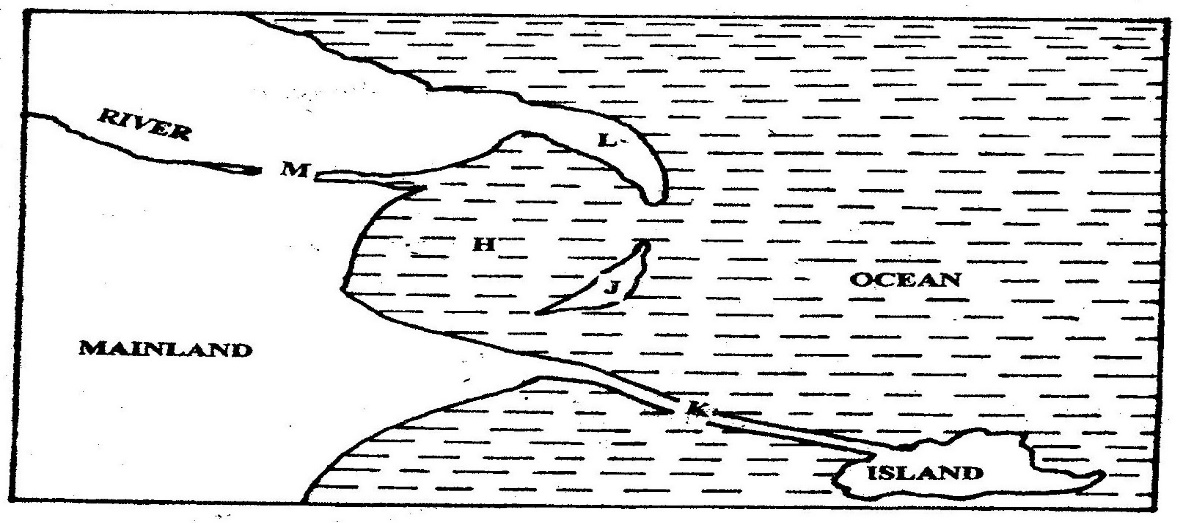 RIVER
M
L
H
J
OCEAN
MAINLAND
K
ISLAND